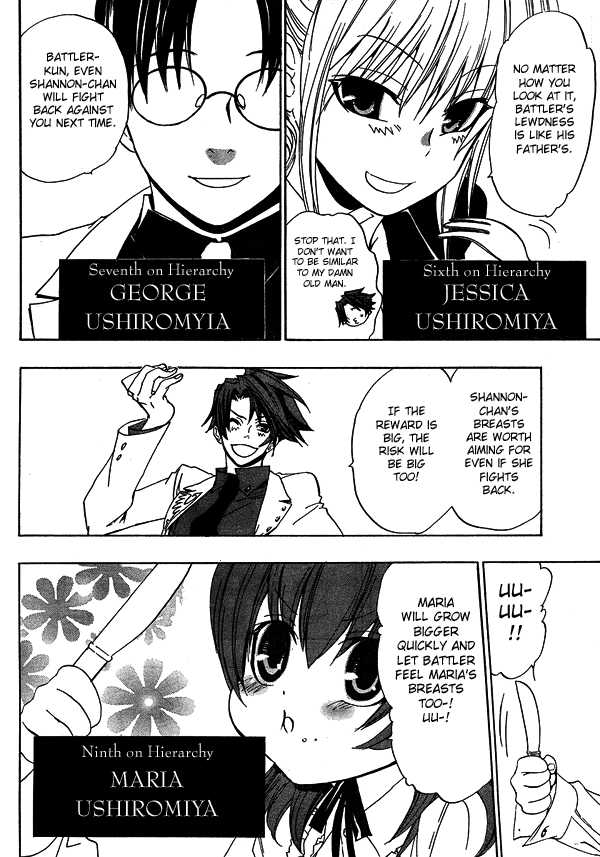 NO MATTER
HOW YOU
LOOK AT IT,
BATTLER'S
LEWDNESS
IS LIKE HIS
FATHER'S.
STOP THAT. I
DON'T WANT
TO BE SIMILAR
TO MY DAMN
OLD MAN.
Sixth on Hierarchy
JESSICA
USHIROMIYA
BATTLER-
KUN, EVEN
SHANNON-CHAN
WILL FIGHT
BACK AGAINST
YOU NEXT TIME.
Seventh on Hierarchy
GEORGE
USHIROMYIA
SHANNON-
CHAN'S
BREASTS
ARE WORTH
AIMING FOR
EVEN IF SHE
FIGHTS
BACK.
IF THE
REWARD IS
BIG, THE
RISK WILL
BE BIG
TOO!
UU-
UU-
!!
MARIA
WILL GROW
BIGGER
QUICKLY AND
LET BATTLER
FEEL MARIA'S
BREASTS
TOO-!
UU-!
Ninth on Hierarchy
MARIA
USHIROMIYA